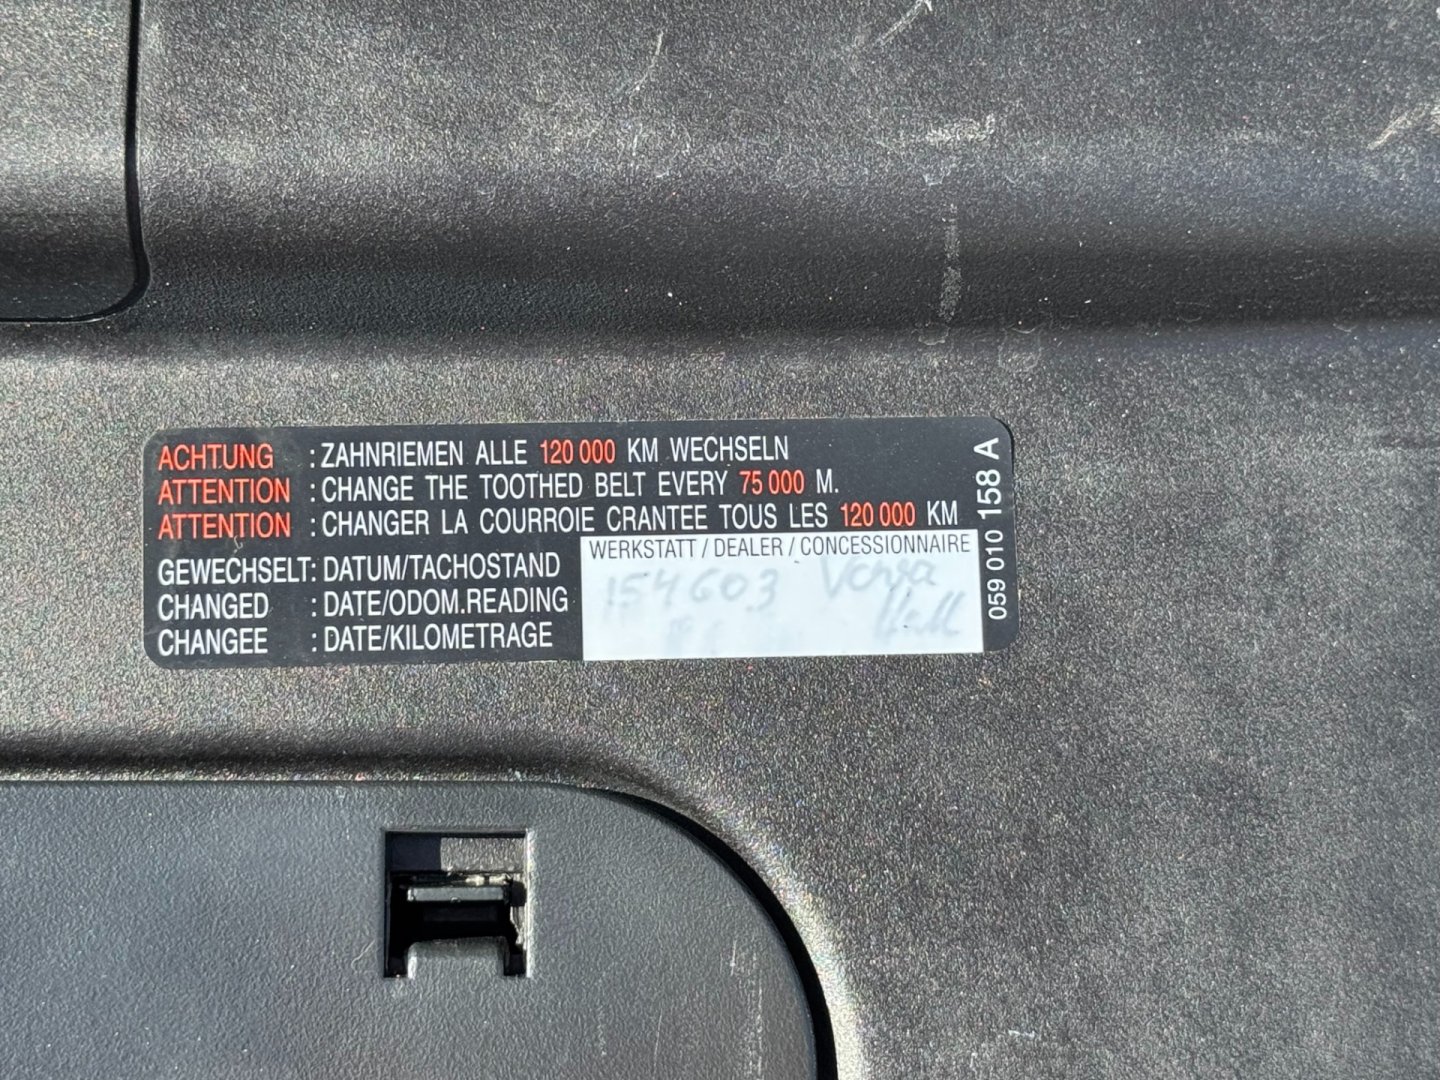 ACHTUNG : ZAHNRIEMEN ALLE 120 000 KM WECHSELN
ATTENTION : CHANGE THE TOOTHED BELT EVERY 75 000 M.
ATTENTION : CHANGER LA COURROIE CRANTEE TOUS LES 120 000 KM
WERKSTATT / DEALER / CONCESSIONNAIRE
GEWECHSELT: DATUM/TACHOSTAND
CHANGED : DATE/ODOM.READING
CHANGEE : DATE/KILOMETRAGE
154603
059 010 158 A